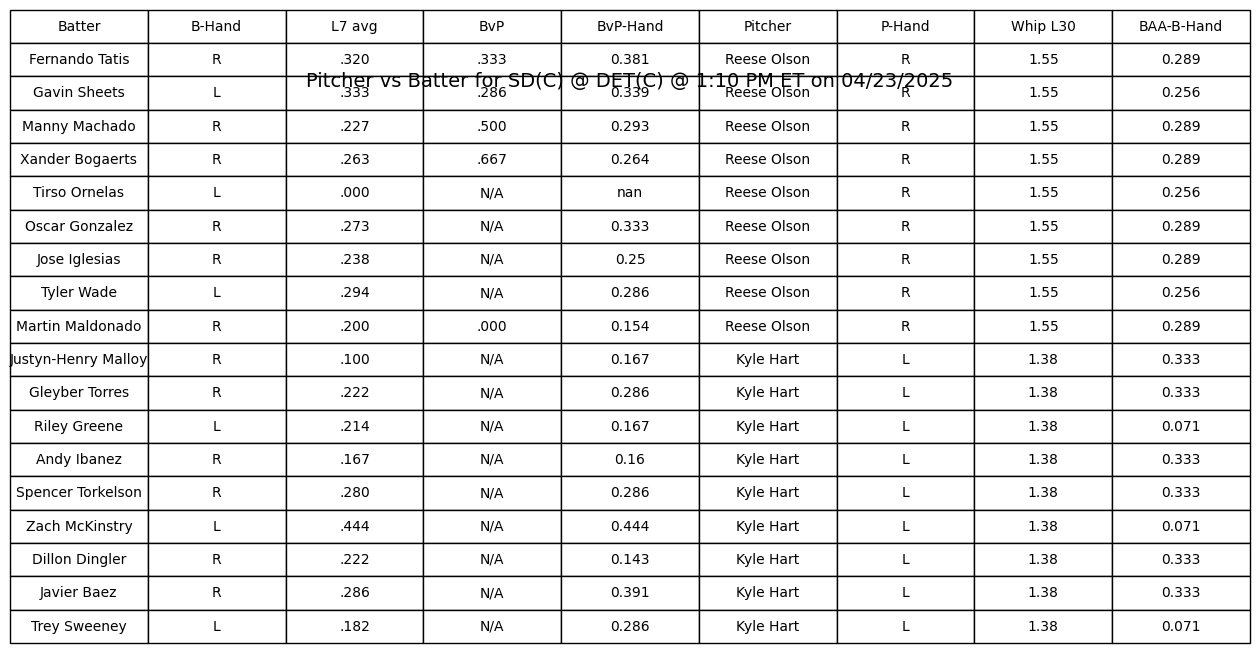 Batter B-Hand L7 avg BvP BvP-Hand Pitcher P-Hand Whip L30 BAA-B-Hand
Fernando Tatis R .320 .333 0.381 Reese Olson R 1.55 0.289
Pitcher vs Batter for SD(C) @ DET(C) @ 1:10 PM ET on 04/23/2025
Gavin Sheets L .333 .286 0.339 Reese Olson R 1.55 0.256
Manny Machado R .227 .500 0.293 Reese Olson R 1.55 0.289
Xander Bogaerts R .263 .667 0.264 Reese Olson R 1.55 0.289
Tirso Ornelas L .000 N/A nan Reese Olson R 1.55 0.256
Oscar Gonzalez R .273 N/A 0.333 Reese Olson R 1.55 0.289
Jose Iglesias R .238 N/A 0.25 Reese Olson R 1.55 0.289
Tyler Wade L .294 N/A 0.286 Reese Olson R 1.55 0.256
Martin Maldonado R .200 .000 0.154 Reese Olson R 1.55 0.289
Justyn-Henry Malloy R .100 N/A 0.167 Kyle Hart L 1.38 0.333
Gleyber Torres R .222 N/A 0.286 Kyle Hart L 1.38 0.333
Riley Greene L .214 N/A 0.167 Kyle Hart L 1.38 0.071
Andy Ibanez R .167 N/A 0.16 Kyle Hart L 1.38 0.333
Spencer Torkelson R .280 N/A 0.286 Kyle Hart L 1.38 0.333
Zach McKinstry L .444 N/A 0.444 Kyle Hart L 1.38 0.071
Dillon Dingler R .222 N/A 0.143 Kyle Hart L 1.38 0.333
Javier Baez R .286 N/A 0.391 Kyle Hart L 1.38 0.333
Trey Sweeney L .182 N/A 0.286 Kyle Hart L 1.38 0.071